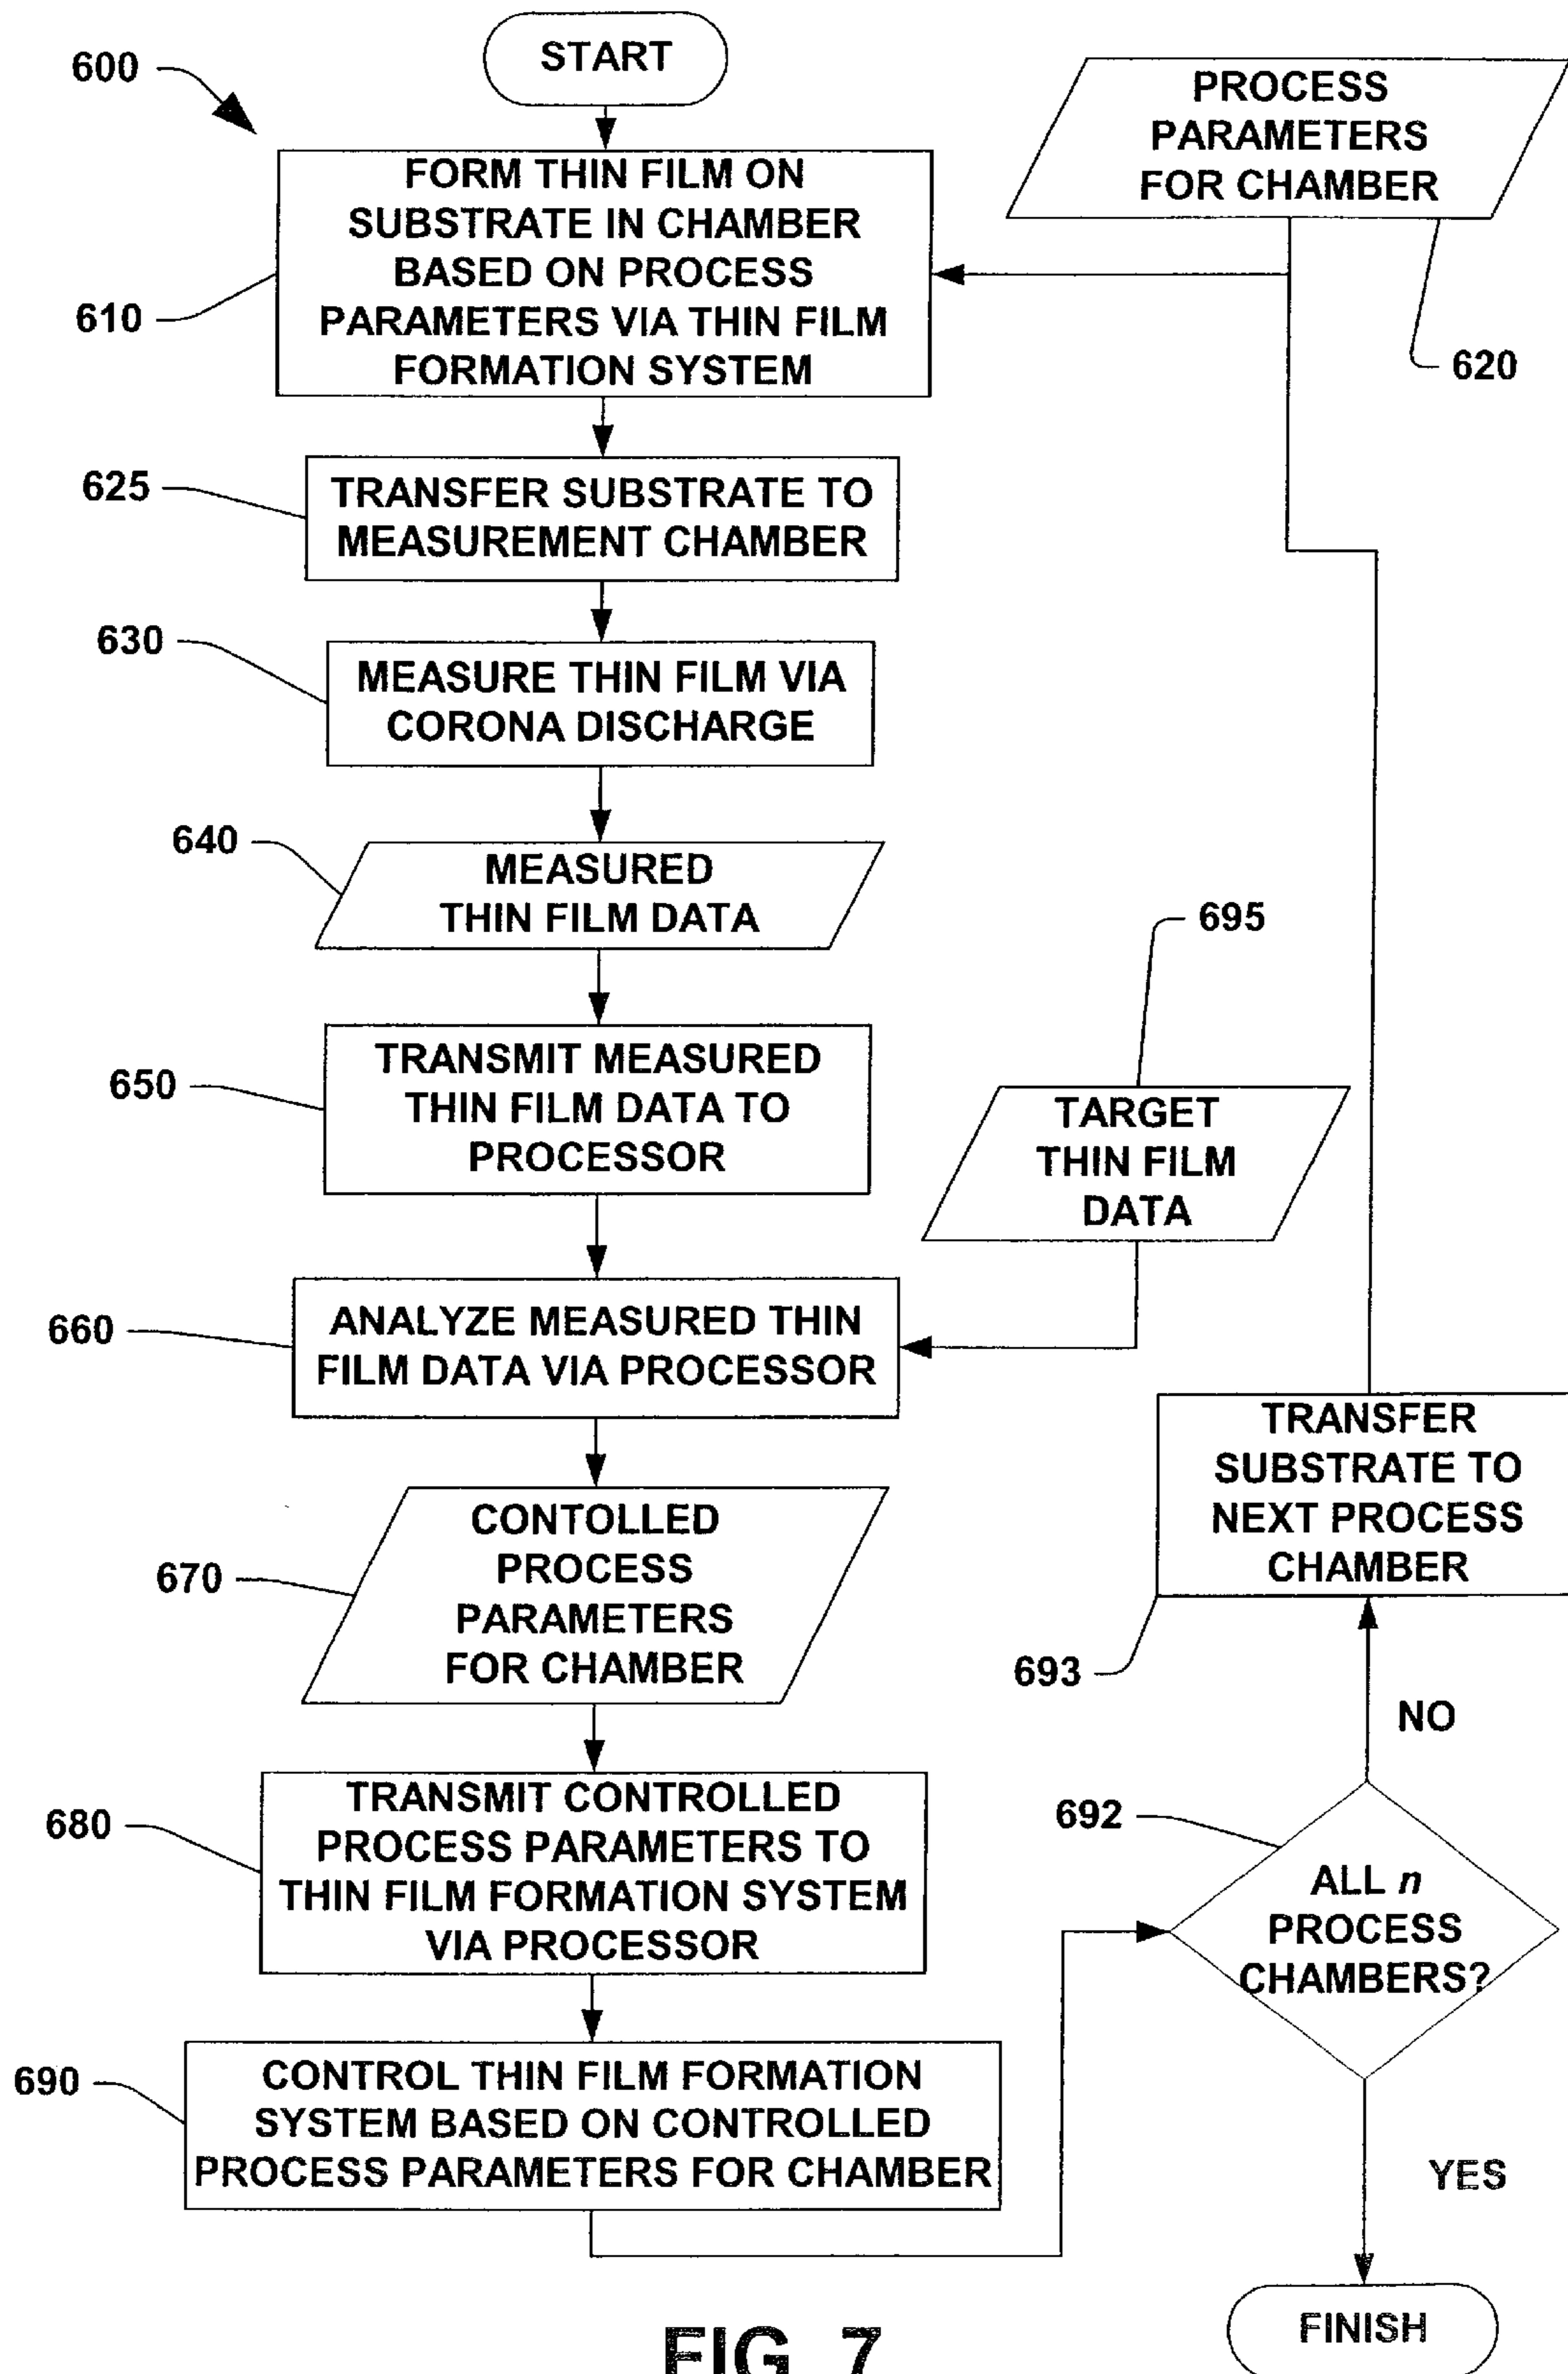 START
600
PROCESS
PARAMETERS
FOR CHAMBER
620
FORM THIN FILM ON
SUBSTRATE IN CHAMBER
BASED ON PROCESS
PARAMETERS VIA THIN FILM
FORMATION SYSTEM
610
625
TRANSFER SUBSTRATE TO
MEASUREMENT CHAMBER
630
MEASURE THIN FILM VIA
CORONA DISCHARGE
640
MEASURED
THIN FILM DATA
695
650
TRANSMIT MEASURED
THIN FILM DATA TO
PROCESSOR
TARGET
THIN FILM
DATA
660
ANALYZE MEASURED THIN
FILM DATA VIA PROCESSOR
670
CONTOLLED
PROCESS
PARAMETERS
FOR CHAMBER
TRANSFER
SUBSTRATE TO
NEXT PROCESS
CHAMBER
693
NO
680
TRANSMIT CONTROLLED
PROCESS PARAMETERS TO
THIN FILM FORMATION SYSTEM
VIA PROCESSOR
692
ALL n
PROCESS
CHAMBERS?
690
CONTROL THIN FILM FORMATION
SYSTEM BASED ON CONTROLLED
PROCESS PARAMETERS FOR CHAMBER
YES
FINISH
FIG. 7